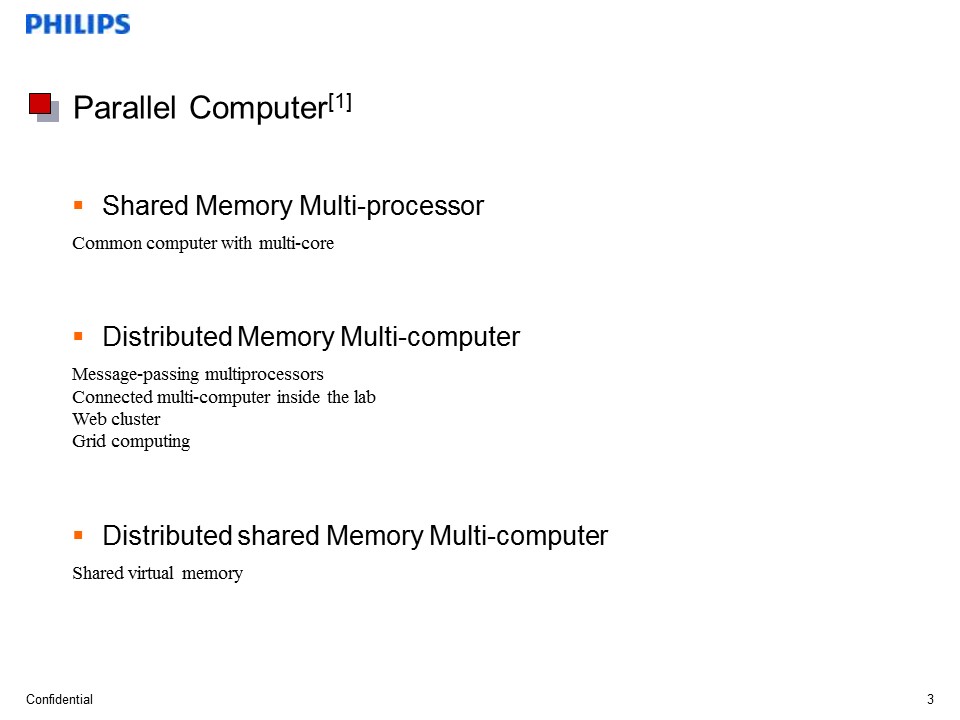 PHILIPS
Parallel Computer[1]
Shared Memory Multi-processor
Common computer with multi-core
Distributed Memory Multi-computer
Message-passing multiprocessors
Connected multi-computer inside the lab
Web cluster
Grid computing
Distributed shared Memory Multi-computer
Shared virtual memory
Confidential
3